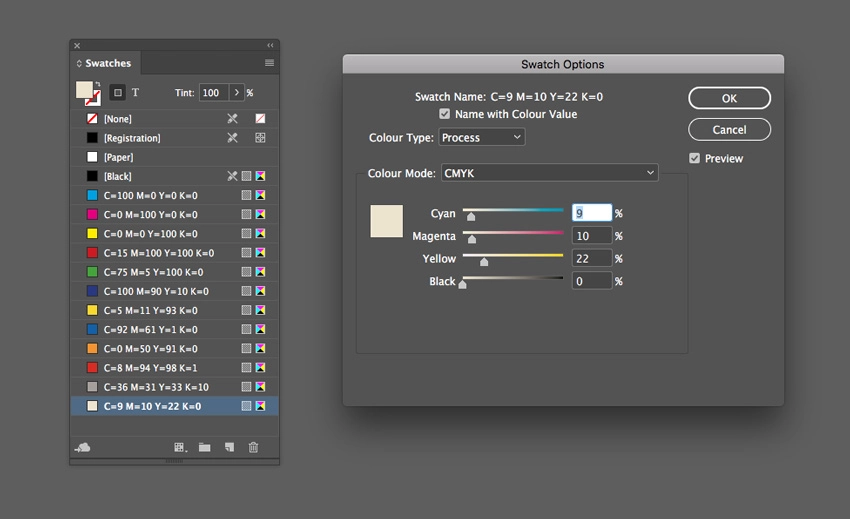 Swatches
T Tint: 100 > %
[None]
[Registration]
[Paper]
[Black]
C=100 M=0 Y=0 K=0
C=0 M=100 Y=0 K=0
C=0 M=0 Y=100 K=0
C=15 M=100 Y=100 K=0
C=75 M=5 Y=100 K=0
C=100 M=90 Y=10 K=0
C=5 M=11 Y=93 K=0
C=92 M=61 Y=1 K=0
C=0 M=50 Y=91 K=0
C=8 M=94 Y=98 K=1
C=36 M=31 Y=33 K=10
C=9 M=10 Y=22 K=0
Swatch Options
Swatch Name: C=9 M=10 Y=22 K=0
Name with Colour Value
Colour Type: Process
Colour Mode: CMYK
Cyan 9 %
Magenta 10 %
Yellow 22 %
Black 0 %
OK
Cancel
Preview